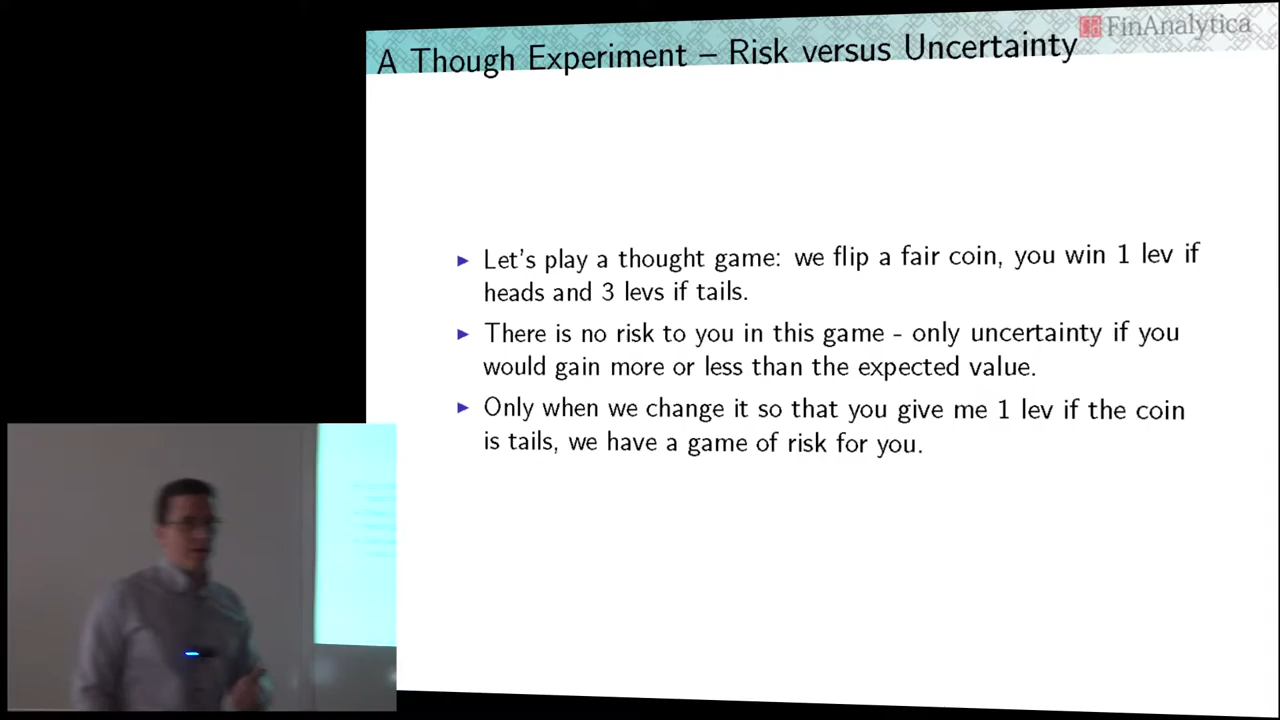 FinAnalytica
A Though Experiment – Risk versus Uncertainty
▶ Let's play a thought game: we flip a fair coin, you win 1 lev if
heads and 3 levs if tails.
▶ There is no risk to you in this game - only uncertainty if you
would gain more or less than the expected value.
▶ Only when we change it so that you give me 1 lev if the coin
is tails, we have a game of risk for you.